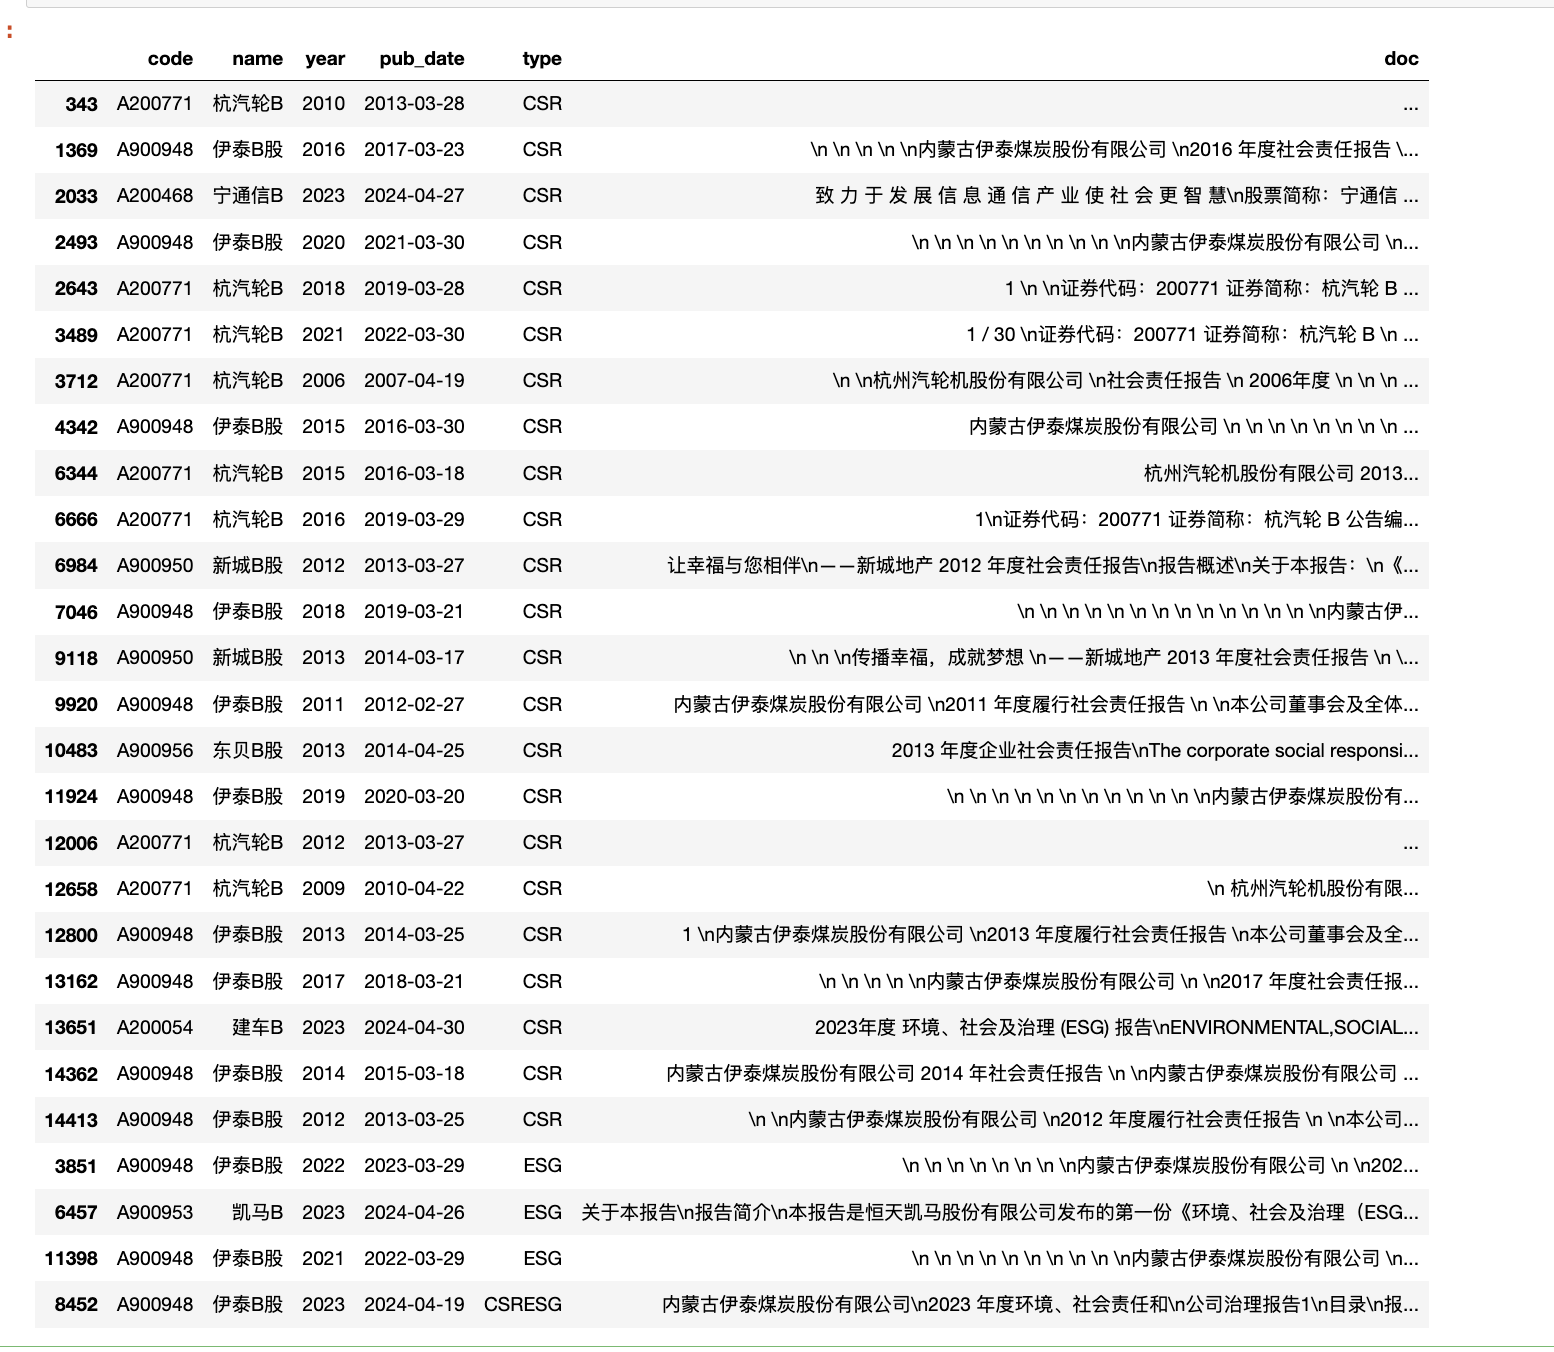 :
code name year pub_date type doc
343 A200771 杭汽轮B 2010 2013-03-28 CSR ...
1369 A900948 伊泰B股 2016 2017-03-23 CSR \n \n \n \n \n内蒙古伊泰煤炭股份有限公司 \n2016 年度社会责任报告 \...
2033 A200468 宁通信B 2023 2024-04-27 CSR 致 力 于 发 展 信 息 通 信 产 业 使 社 会 更 智 慧\n股票简称：宁通信 ...
2493 A900948 伊泰B股 2020 2021-03-30 CSR \n \n \n \n \n \n \n \n \n \n内蒙古伊泰煤炭股份有限公司 \n...
2643 A200771 杭汽轮B 2018 2019-03-28 CSR 1 \n \n证券代码：200771 证券简称：杭汽轮 B ...
3489 A200771 杭汽轮B 2021 2022-03-30 CSR 1 / 30 \n证券代码：200771 证券简称：杭汽轮 B \n ...
3712 A200771 杭汽轮B 2006 2007-04-19 CSR \n \n杭州汽轮机股份有限公司 \n社会责任报告 \n 2006年度 \n \n \n ...
4342 A900948 伊泰B股 2015 2016-03-30 CSR 内蒙古伊泰煤炭股份有限公司 \n \n \n \n \n \n \n \n ...
6344 A200771 杭汽轮B 2015 2016-03-18 CSR 杭州汽轮机股份有限公司 2013...
6666 A200771 杭汽轮B 2016 2019-03-29 CSR 1\n证券代码：200771 证券简称：杭汽轮 B 公告编...
6984 A900950 新城B股 2012 2013-03-27 CSR 让幸福与您相伴\n——新城地产 2012 年度社会责任报告\n报告概述\n关于本报告：\n《...
7046 A900948 伊泰B股 2018 2019-03-21 CSR \n \n \n \n \n \n \n \n \n \n \n \n \n \n内蒙古伊...
9118 A900950 新城B股 2013 2014-03-17 CSR \n \n \n传播幸福，成就梦想 \n——新城地产 2013 年度社会责任报告 \n \...
9920 A900948 伊泰B股 2011 2012-02-27 CSR 内蒙古伊泰煤炭股份有限公司 \n2011 年度履行社会责任报告 \n \n本公司董事会及全体...
10483 A900956 东贝B股 2013 2014-04-25 CSR 2013 年度企业社会责任报告\nThe corporate social responsi...
11924 A900948 伊泰B股 2019 2020-03-20 CSR \n \n \n \n \n \n \n \n \n \n \n \n内蒙古伊泰煤炭股份有...
12006 A200771 杭汽轮B 2012 2013-03-27 CSR ...
12658 A200771 杭汽轮B 2009 2010-04-22 CSR \n 杭州汽轮机股份有限...
12800 A900948 伊泰B股 2013 2014-03-25 CSR 1 \n内蒙古伊泰煤炭股份有限公司 \n2013 年度履行社会责任报告 \n本公司董事会及全...
13162 A900948 伊泰B股 2017 2018-03-21 CSR \n \n \n \n \n内蒙古伊泰煤炭股份有限公司 \n \n2017 年度社会责任报...
13651 A200054 建车B 2023 2024-04-30 CSR 2023年度 环境、社会及治理 (ESG) 报告\nENVIRONMENTAL,SOCIAL...
14362 A900948 伊泰B股 2014 2015-03-18 CSR 内蒙古伊泰煤炭股份有限公司 2014 年社会责任报告 \n \n内蒙古伊泰煤炭股份有限公司 ...
14413 A900948 伊泰B股 2012 2013-03-25 CSR \n \n内蒙古伊泰煤炭股份有限公司 \n2012 年度履行社会责任报告 \n \n本公司...
3851 A900948 伊泰B股 2022 2023-03-29 ESG \n \n \n \n \n \n \n \n内蒙古伊泰煤炭股份有限公司 \n \n202...
6457 A900953 凯马B 2023 2024-04-26 ESG 关于本报告\n报告简介\n本报告是恒天凯马股份有限公司发布的第一份《环境、社会及治理（ESG...
11398 A900948 伊泰B股 2021 2022-03-29 ESG \n \n \n \n \n \n \n \n \n \n内蒙古伊泰煤炭股份有限公司 \n...
8452 A900948 伊泰B股 2023 2024-04-19 CSRESG 内蒙古伊泰煤炭股份有限公司\n2023 年度环境、社会责任和\n公司治理报告1\n目录\n报...